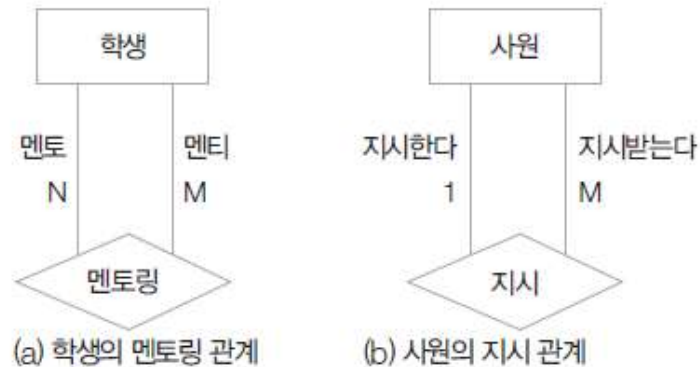 학생
사원
멘토
멘티
지시한다
지시받는다
N
M
1
M
멘토링
지시
(a) 학생의 멘토링 관계
(b) 사원의 지시 관계